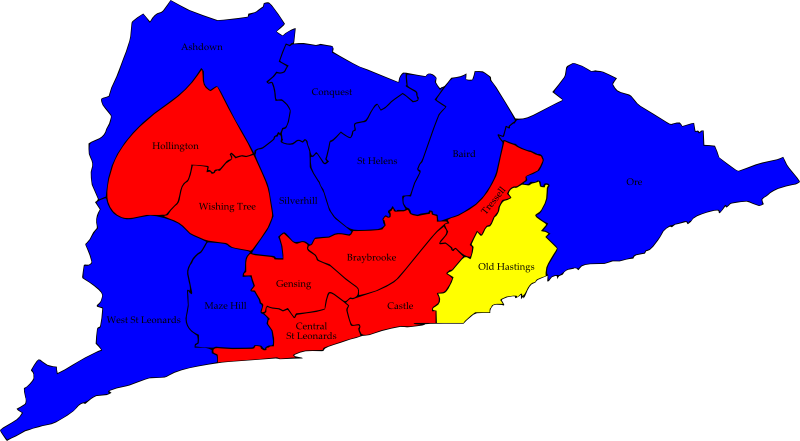 Ashdown
Conquest
Hollington
St Helens
Baird
Ore
Wishing Tree
Silverhill
Tressell
Braybrooke
Old Hastings
Gensing
Maze Hill
Castle
West St Leonards
Central
St Leonards